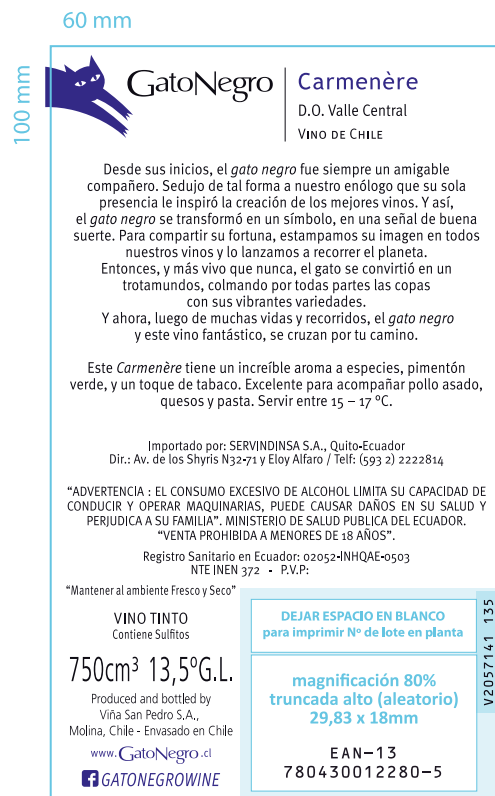 60 mm
100 mm
GatoNegro
Carmenère
D.O. Valle Central
VINO DE CHILE
Desde sus inicios, el gato negro fue siempre un amigable
compañero. Sedujo de tal forma a nuestro enólogo que su sola
presencia le inspiró la creación de los mejores vinos. Y así,
el gato negro se transformó en un símbolo, en una señal de buena
suerte. Para compartir su fortuna, estampamos su imagen en todos
nuestros vinos y lo lanzamos a recorrer el planeta.
Entonces, y más vivo que nunca, el gato se convirtió en un
trotamundos, colmando por todas partes las copas
con sus vibrantes variedades.
Y ahora, luego de muchas vidas y recorridos, el gato negro
y este vino fantástico, se cruzan por tu camino.
Este Carmenère tiene un increíble aroma a especies, pimentón
verde, y un toque de tabaco. Excelente para acompañar pollo asado,
quesos y pasta. Servir entre 15 – 17 °C.
Importado por: SERVINDINSA S.A., Quito-Ecuador
Dir.: Av. de los Shyris N32-71 y Eloy Alfaro / Telf: (593 2) 2222814
“ADVERTENCIA : EL CONSUMO EXCESIVO DE ALCOHOL LIMITA SU CAPACIDAD DE
CONDUCIR Y OPERAR MAQUINARIAS, PUEDE CAUSAR DAÑOS EN SU SALUD Y
PERJUDICA A SU FAMILIA”. MINISTERIO DE SALUD PUBLICA DEL ECUADOR.
“VENTA PROHIBIDA A MENORES DE 18 AÑOS”.
Registro Sanitario en Ecuador: 02052-INHQAE-0503
NTE INEN 372 - P.V.P:
“Mantener al ambiente Fresco y Seco”
VINO TINTO
Contiene Sulfitos
750cm³ 13,5°G.L.
Produced and bottled by
Viña San Pedro S.A.,
Molina, Chile - Envasado en Chile
www.GatoNegro.cl
GATONEGROWINE
DEJAR ESPACIO EN BLANCO
para imprimir Nº de lote en planta
magnificación 80%
truncada alto (aleatorio)
29,83 x 18mm
EAN-13
780430012280-5
V2057141 135